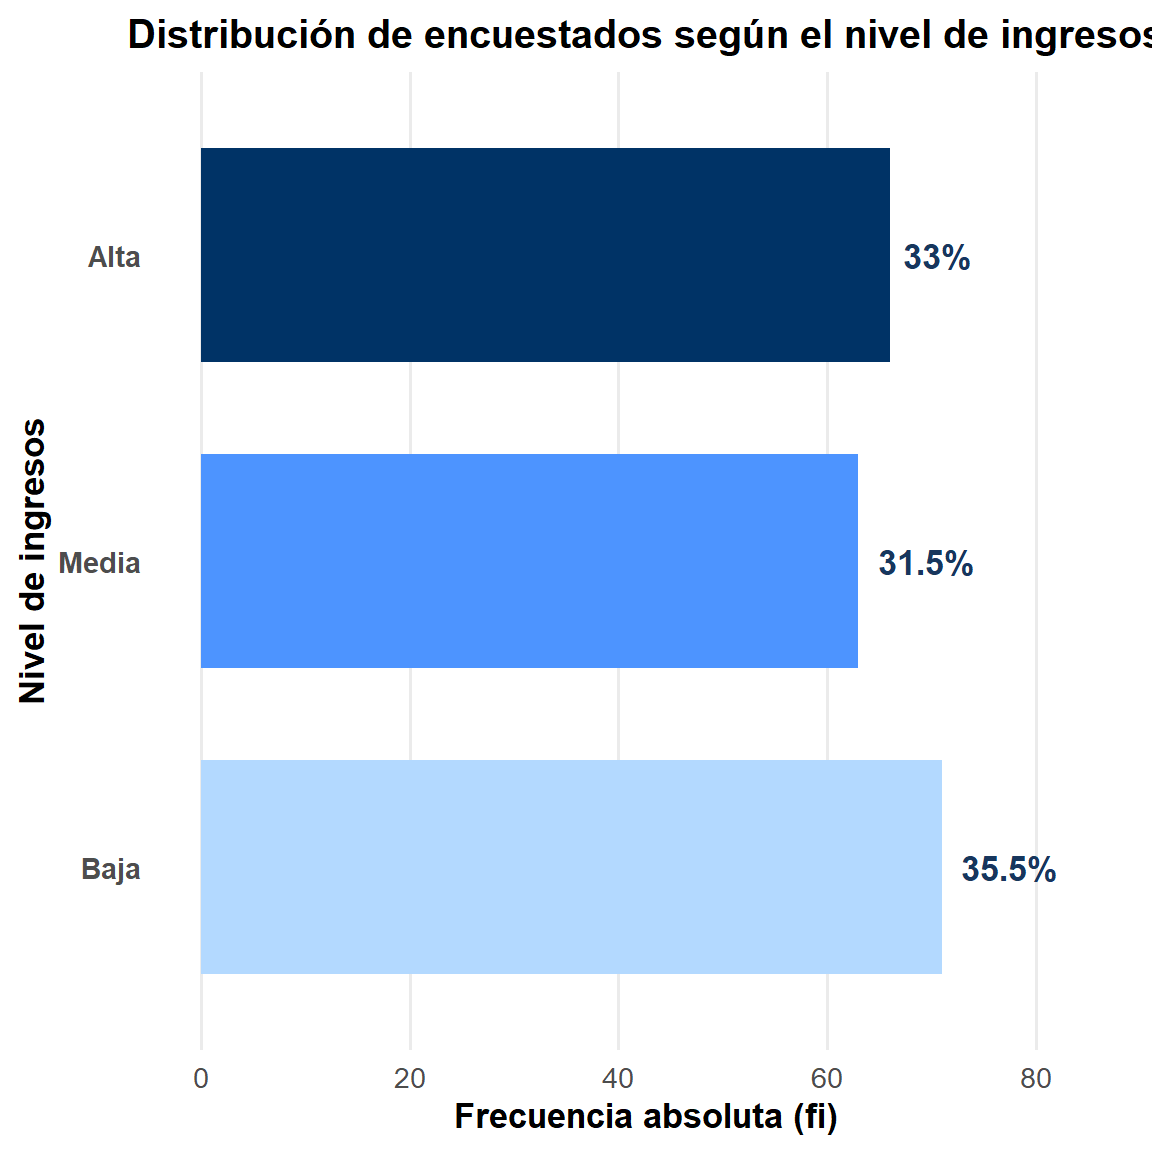 Distribución de encuestados según el nivel de ingresos
Alta
33%
Nivel de ingresos
Media
31.5%
Baja
35.5%
0 20 40 60 80
Frecuencia absoluta (fi)